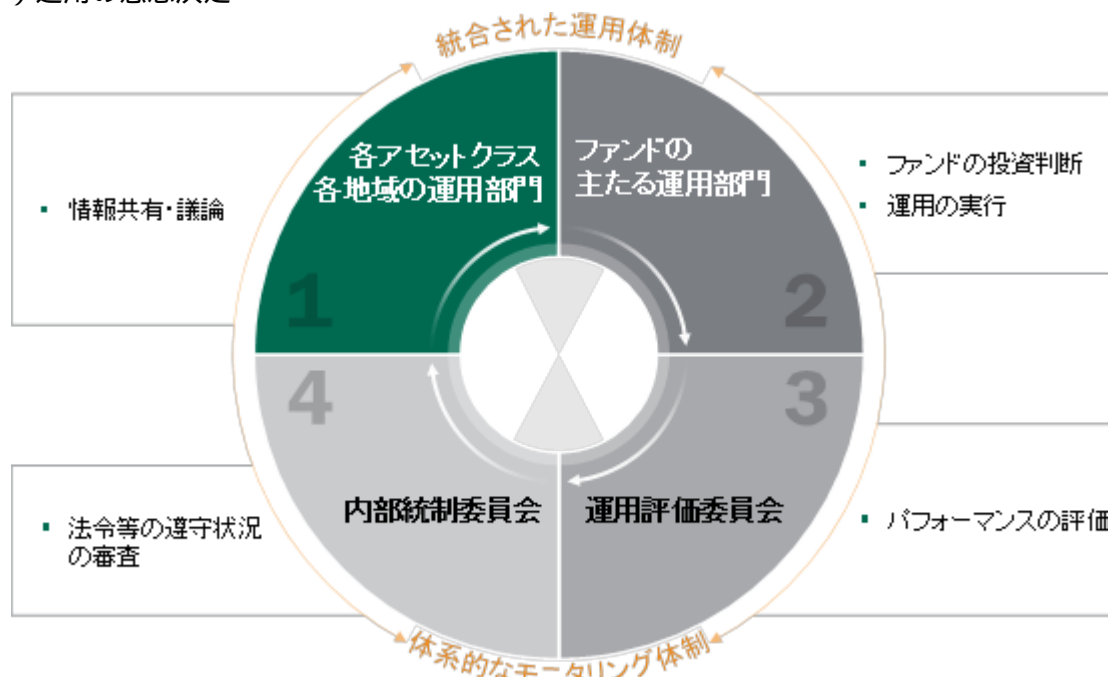 統合された運用体制
各アセットクラス
各地域の運用部門
ファンドの
主たる運用部門
▪ 情報共有・議論
▪ ファンドの投資判断
▪ 運用の実行
1
2
4
3
内部統制委員会
運用評価委員会
▪ 法令等の遵守状況
の審査
▪ パフォーマンスの評価
体系的なモニタリング体制